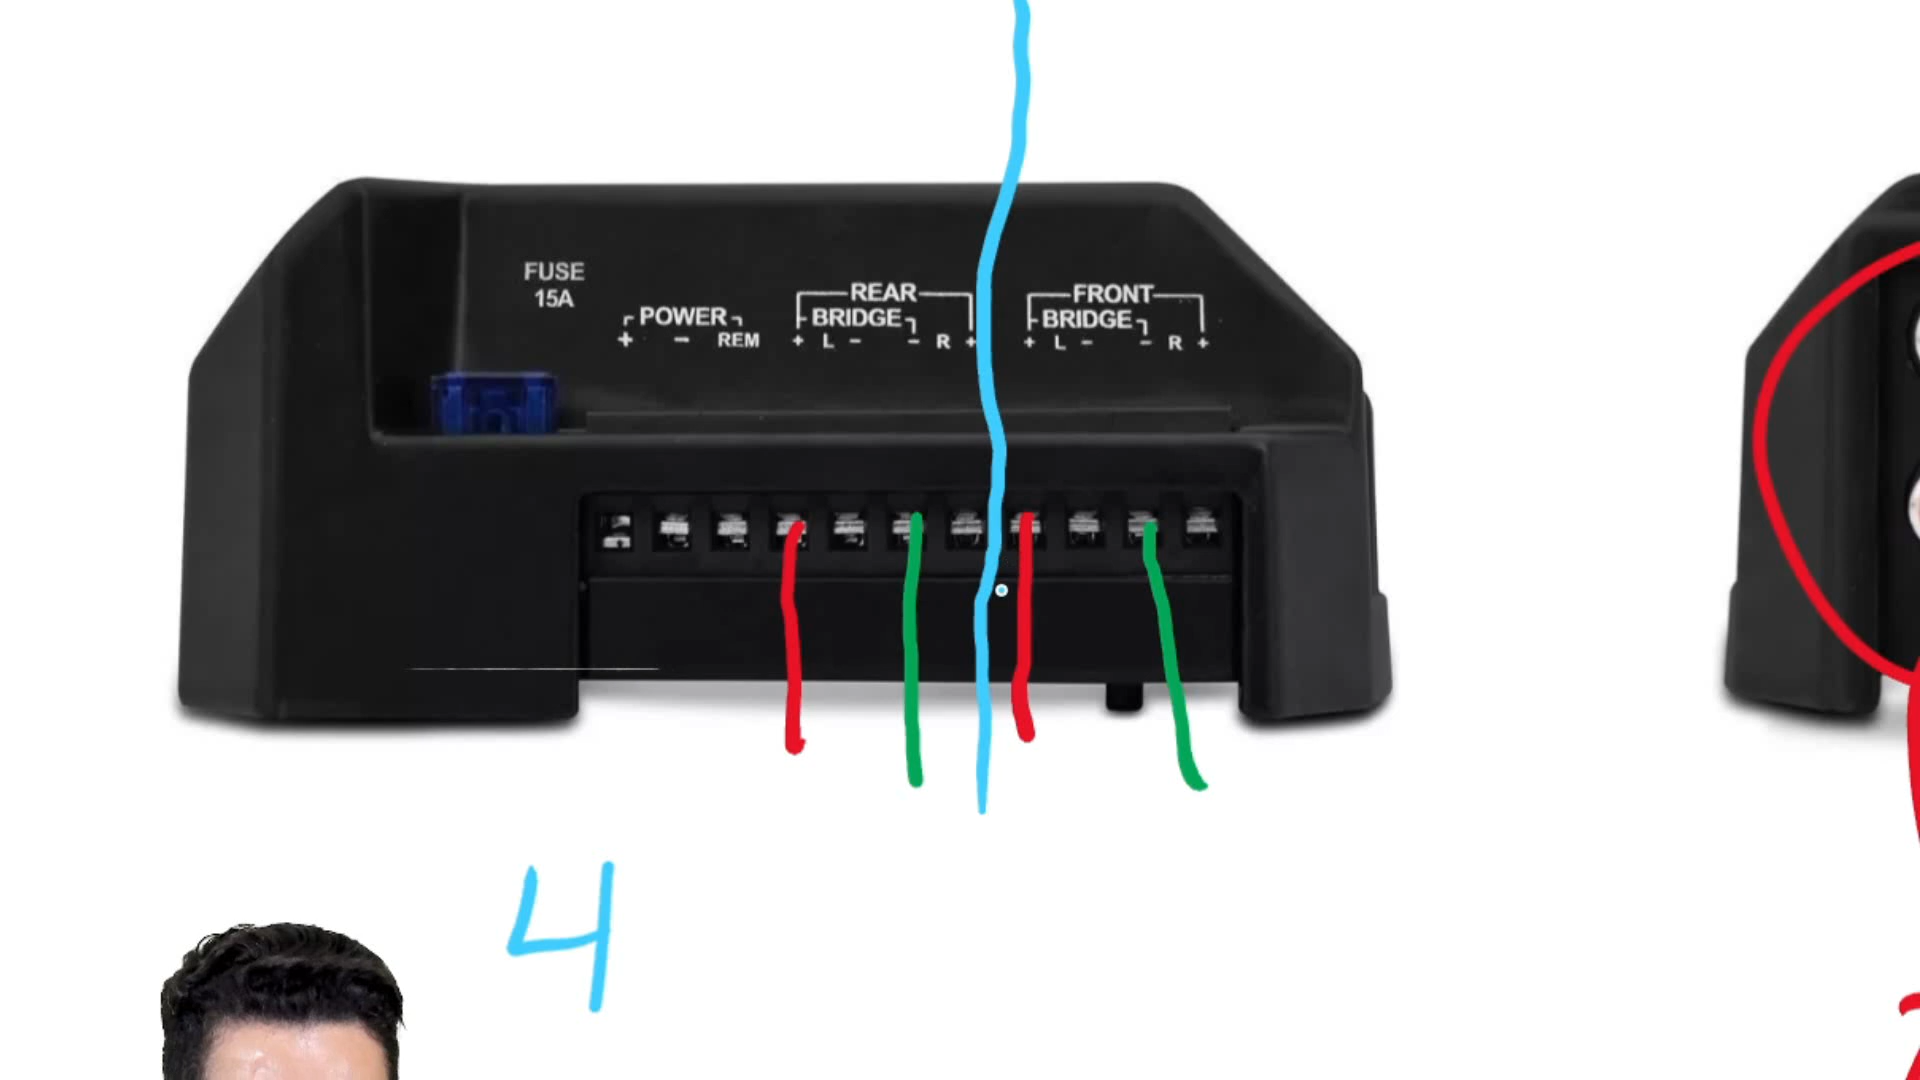 FUSE
15A
POWER
+ - REM
REAR
BRIDGE
+ L - - R +
FRONT
BRIDGE
+ L - - R +
4